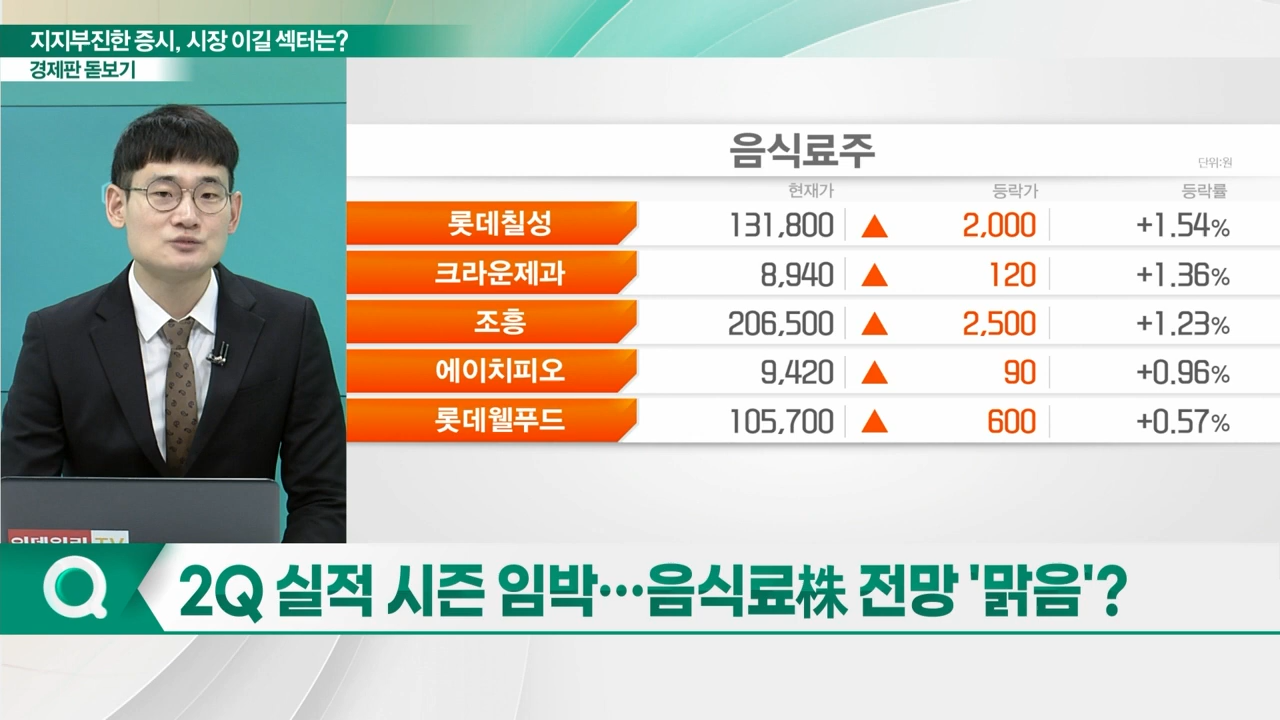 지지부진한 증시, 시장 이길 섹터는?
경제판 돋보기
음식료주
단위:원
현재가 등락가 등락률
롯데칠성 131,800 ▲ 2,000 +1.54%
크라운제과 8,940 ▲ 120 +1.36%
조흥 206,500 ▲ 2,500 +1.23%
에이치피오 9,420 ▲ 90 +0.96%
롯데웰푸드 105,700 ▲ 600 +0.57%
Q 2Q 실적 시즌 임박…음식료株 전망 '맑음'?